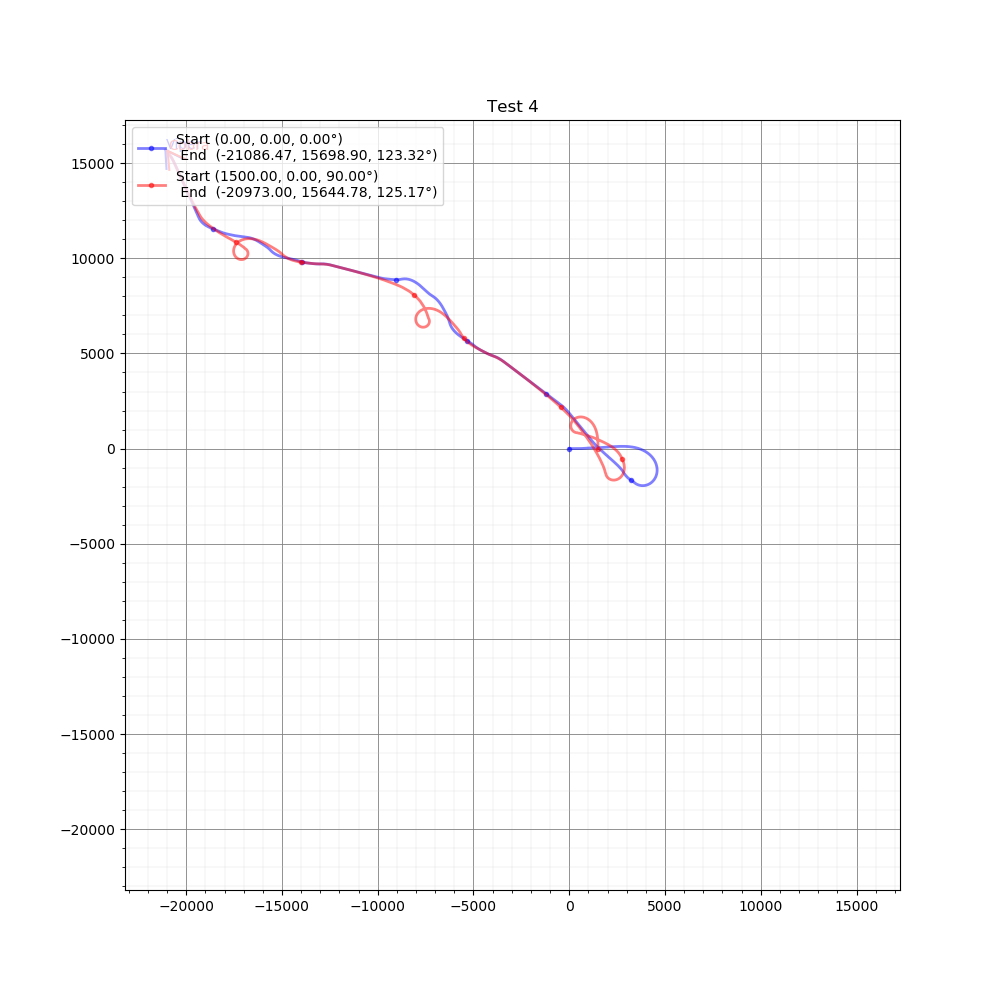 Test 4
Start (0.00, 0.00, 0.00°)
End (-21086.47, 15698.90, 123.32°)
Start (1500.00, 0.00, 90.00°)
End (-20973.00, 15644.78, 125.17°)
15000
10000
5000
0
−5000
−10000
−15000
−20000
−20000 −15000 −10000 −5000 0 5000 10000 15000